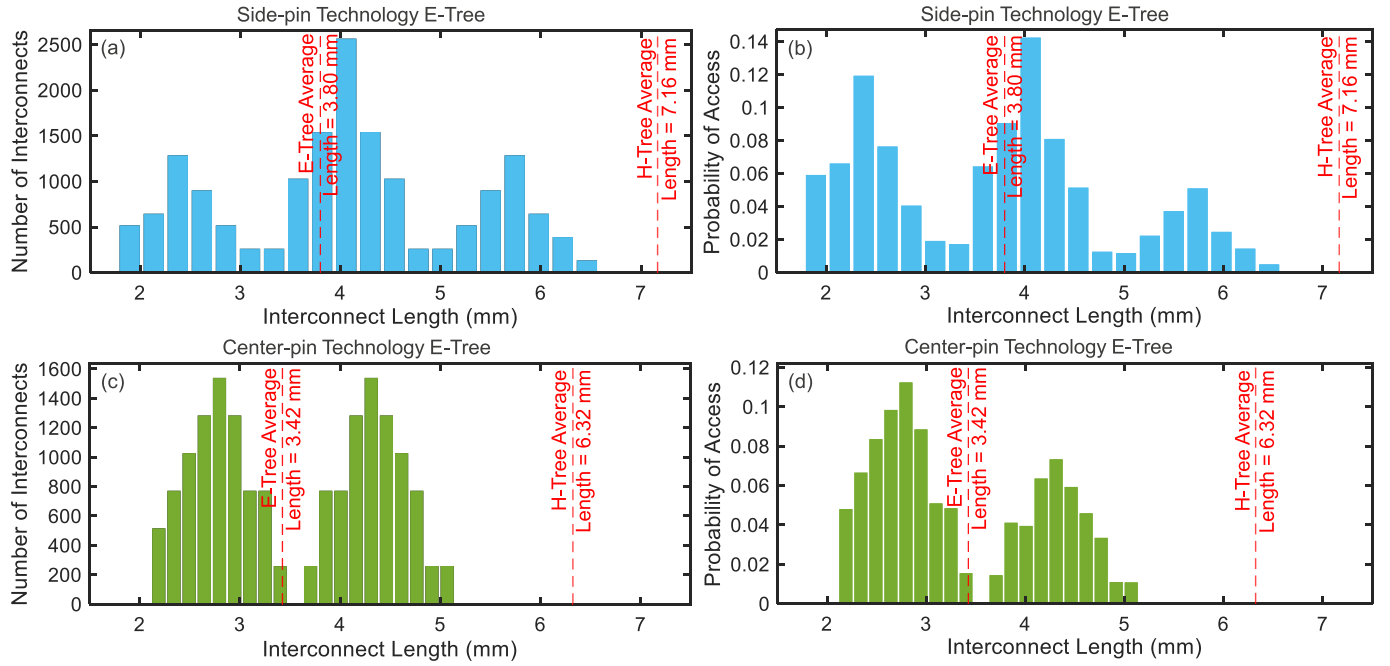 Side-pin Technology E-Tree
(a)
Number of Interconnects
2500
2000
1500
1000
500
0
E-Tree Average
Length = 3.80 mm
H-Tree Average
Length = 7.16 mm
2 3 4 5 6 7
Interconnect Length (mm)
Side-pin Technology E-Tree
(b)
Probability of Access
0.14
0.12
0.1
0.08
0.06
0.04
0.02
0
E-Tree Average
Length = 3.80 mm
H-Tree Average
Length = 7.16 mm
2 3 4 5 6 7
Interconnect Length (mm)
Center-pin Technology E-Tree
(c)
Number of Interconnects
1600
1400
1200
1000
800
600
400
200
0
E-Tree Average
Length = 3.42 mm
H-Tree Average
Length = 6.32 mm
2 3 4 5 6 7
Interconnect Length (mm)
Center-pin Technology E-Tree
(d)
Probability of Access
0.12
0.1
0.08
0.06
0.04
0.02
0
E-Tree Average
Length = 3.42 mm
H-Tree Average
Length = 6.32 mm
2 3 4 5 6 7
Interconnect Length (mm)